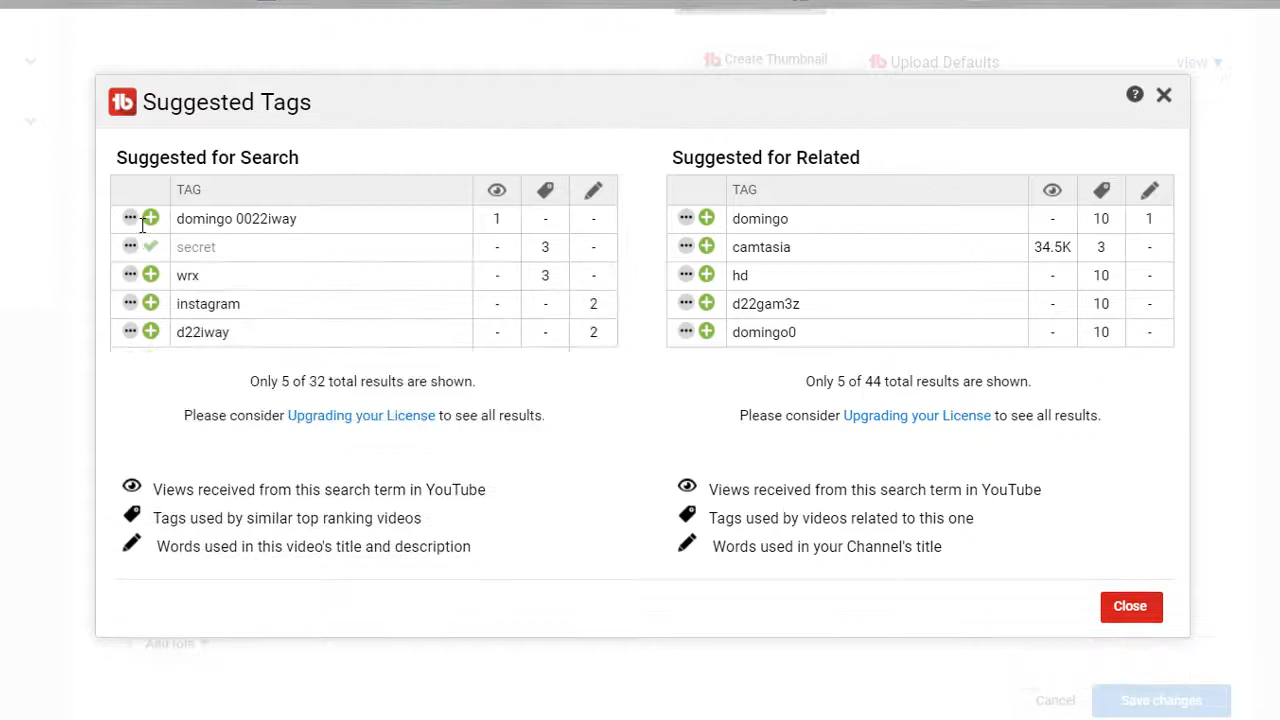 Create Thumbnail
Upload Defaults
view
Suggested Tags
Suggested for Search
TAG
domingo 0022iway 1 - -
secret - 3 -
wrx - 3 -
instagram - - 2
d22iway - - 2
Only 5 of 32 total results are shown.
Please consider Upgrading your License to see all results.
Views received from this search term in YouTube
Tags used by similar top ranking videos
Words used in this video's title and description
Suggested for Related
TAG
domingo - 10 1
camtasia 34.5K 3 -
hd - 10 -
d22gam3z - 10 -
domingo0 - 10 -
Only 5 of 44 total results are shown.
Please consider Upgrading your License to see all results.
Views received from this search term in YouTube
Tags used by videos related to this one
Words used in your Channel's title
Close
Cancel
Save changes